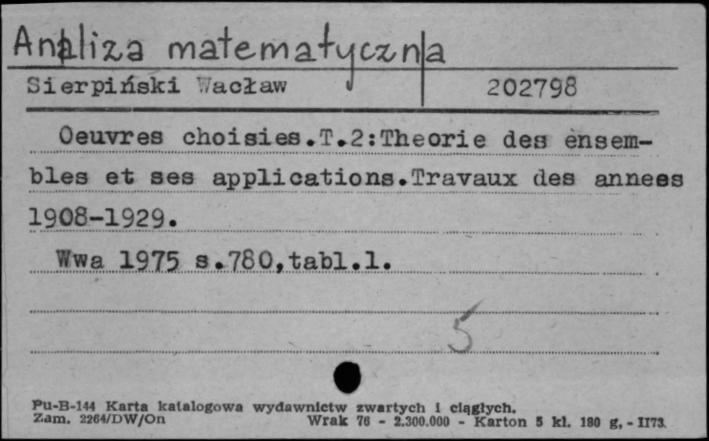 Analiza matematyczna
Sierpiński Wacław 202798
Oeuvres choisies.T.2:Theorie des ensem-
bles et ses applications.Travaux des annees
1908-1929.
Wwa 1975 s.780,tabl.1.
5
Pu-B-144 Karta katalogowa wydawnictw zwartych i ciągłych.
Zam. 2264/DW/On Wrak 76 - 2.300.000 - Karton 5 kl. 180 g, - II73.